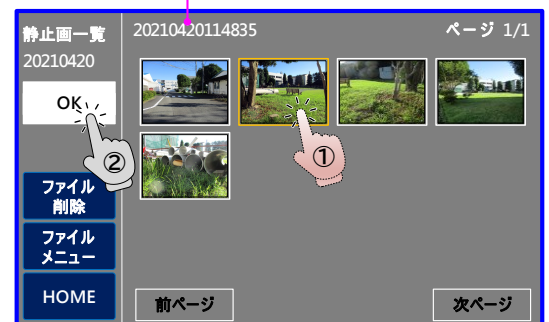 静止画一覧
20210420
20210420114835
ページ 1/1
OK
①
②
ファイル
削除
ファイル
メニュー
HOME
前ページ
次ページ